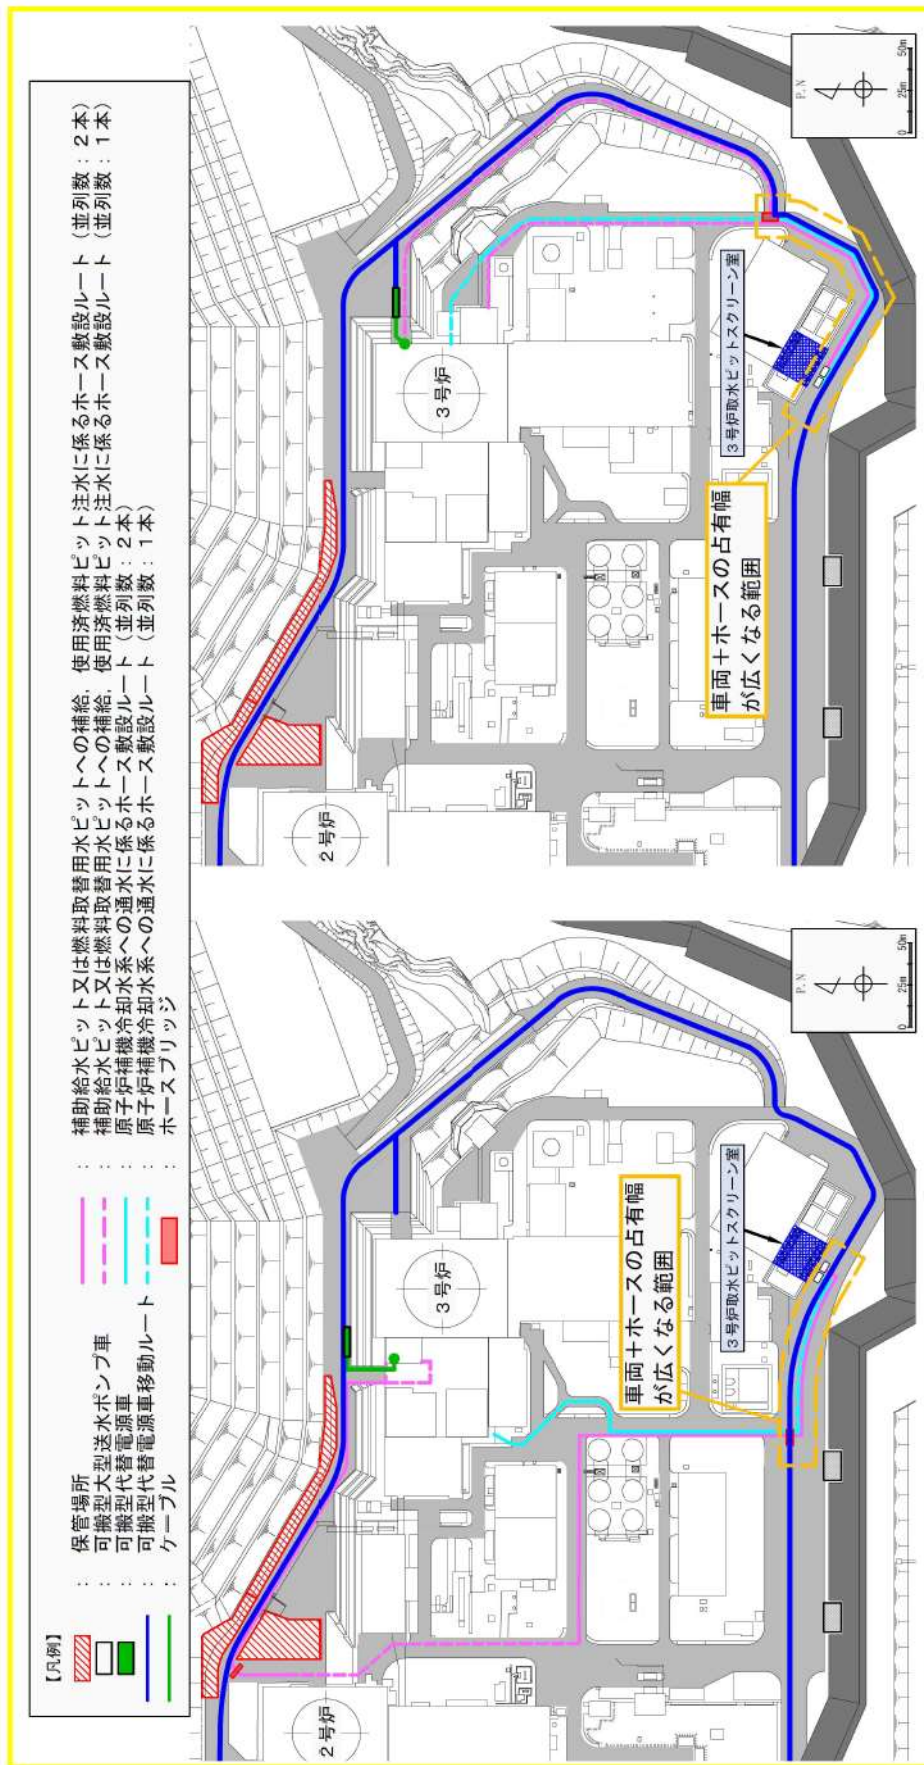 【凡例】
：保管場所
：可搬型大型送水ポンプ車
：可搬型代替電源車
：可搬型代替電源車移動ルート
：ケーブル
：補助給水ピット又は燃料取替用水ピットへの補給，使用済燃料ピット注水に係るホース敷設ルート（並列数：２本）
：補助給水ピット又は燃料取替用水ピットへの補給，使用済燃料ピット注水に係るホース敷設ルート（並列数：１本）
：原子炉補機冷却水系への通水に係るホース敷設ルート（並列数：２本）
：原子炉補機冷却水系への通水に係るホース敷設ルート（並列数：１本）
：ホースブリッジ
２号炉
３号炉
車両＋ホースの占有幅
が広くなる範囲
３号炉取水ピットスクリーン室
P.N
0 25m 50m
２号炉
３号炉
車両＋ホースの占有幅
が広くなる範囲
３号炉取水ピットスクリーン室
P.N
0 25m 50m